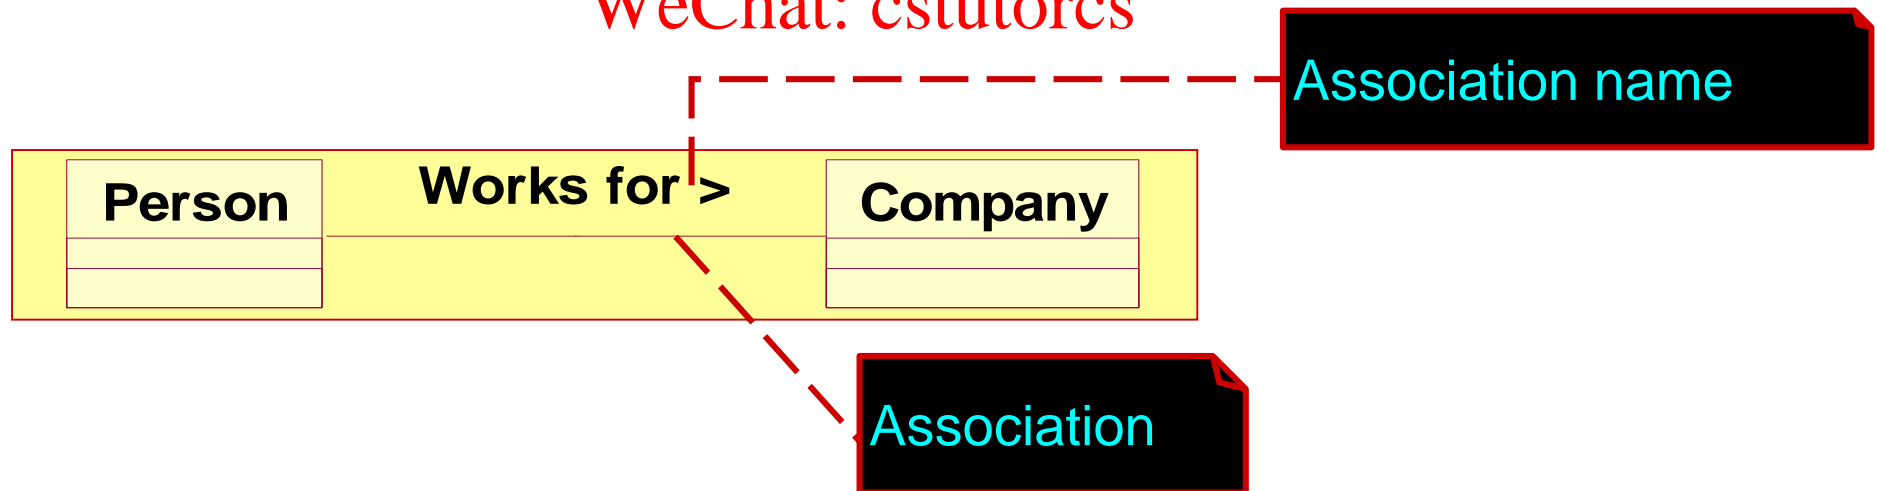 WeChat: cstutorcs
Association name
Works for >
Person
Company
Association